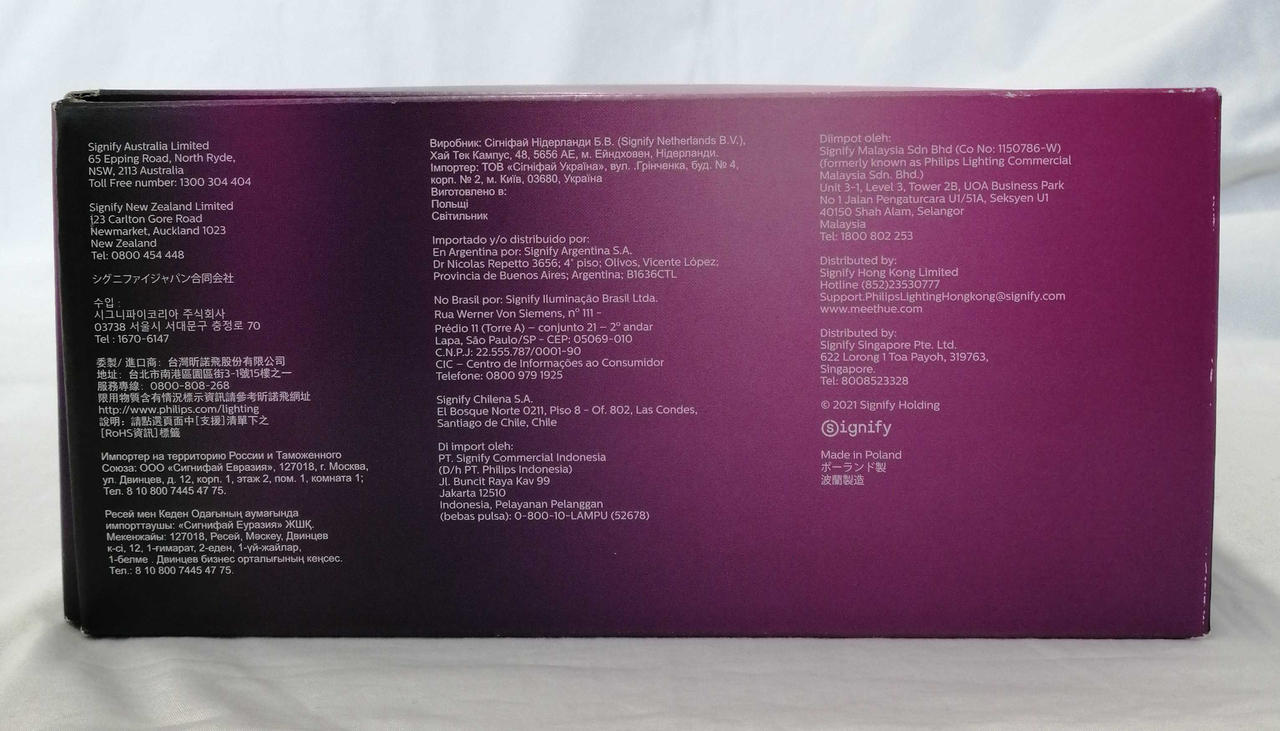 Signify Australia Limited
65 Epping Road, North Ryde,
NSW, 2113 Australia
Toll Free number: 1300 304 404
Signify New Zealand Limited
123 Carlton Gore Road
Newmarket, Auckland 1023
New Zealand
Tel: 0800 454 448
シグニファイジャパン合同会社
수입 :
시그니파이코리아 주식회사
03738 서울시 서대문구 충정로 70
Tel : 1670-6147
委製/ 進口商: 台灣昕諾飛股份有限公司
地址: 台北市南港區園區街3-1號15樓之一
服務專線: 0800-808-268
限用物質含有情況標示資訊請參考昕諾飛網址
http://www.philips.com/lighting
說明: 請點選頁面中[支援]清單下之
[RoHS資訊]標籤
Импортер на территорию России и Таможенного
Союза: ООО «Сигнифай Евразия», 127018, г. Москва,
ул. Двинцев, д. 12, корп. 1, этаж 2, пом. 1, комната 1;
Тел. 8 10 800 7445 47 75.
Ресей мен Кеден Одағының аумағында
импорттаушы: «Сигнифай Еуразия» ЖШҚ.
Мекенжайы: 127018, Ресей, Мәскеу, Двинцев
к-сі, 12, 1-ғимарат, 2-еден, 1-үй-жайлар,
1-бөлме . Двинцев бизнес орталығының кеңсес.
Тел.: 8 10 800 7445 47 75.
Виробник: Сігніфай Нідерланди Б.В. (Signify Netherlands B.V.),
Хай Тек Кампус, 48, 5656 АЕ, м. Ейндховен, Нідерланди.
Імпортер: ТОВ «Сігніфай Україна», вул. .Грінченка, буд. № 4,
корп. № 2, м. Київ, 03680, Україна
Виготовлено в:
Польщі
Світильник
Importado y/o distribuido por:
En Argentina por: Signify Argentina S.A.
Dr Nicolas Repetto 3656; 4° piso; Olivos, Vicente López;
Provincia de Buenos Aires; Argentina; B1636CTL
No Brasil por: Signify Iluminação Brasil Ltda.
Rua Werner Von Siemens, nº 111 -
Prédio 11 (Torre A) – conjunto 21 – 2º andar
Lapa, São Paulo/SP - CEP: 05069-010
C.N.P.J: 22.555.787/0001-90
CIC – Centro de Informações ao Consumidor
Telefone: 0800 979 1925
Signify Chilena S.A.
El Bosque Norte 0211, Piso 8 - Of. 802, Las Condes,
Santiago de Chile, Chile
Di import oleh:
PT. Signify Commercial Indonesia
(D/h PT. Philips Indonesia)
Jl. Buncit Raya Kav 99
Jakarta 12510
Indonesia, Pelayanan Pelanggan
(bebas pulsa): 0-800-10-LAMPU (52678)
Diimpot oleh:
Signify Malaysia Sdn Bhd (Co No: 1150786-W)
(formerly known as Philips Lighting Commercial
Malaysia Sdn. Bhd.)
Unit 3-1, Level 3, Tower 2B, UOA Business Park
No 1 Jalan Pengaturcara U1/51A, Seksyen U1
40150 Shah Alam, Selangor
Malaysia
Tel: 1800 802 253
Distributed by:
Signify Hong Kong Limited
Hotline (852)23530777
Support.PhilipsLightingHongkong@signify.com
www.meethue.com
Distributed by:
Signify Singapore Pte. Ltd.
622 Lorong 1 Toa Payoh, 319763,
Singapore.
Tel: 8008523328
© 2021 Signify Holding
Signify
Made in Poland
ポーランド製
波蘭製造